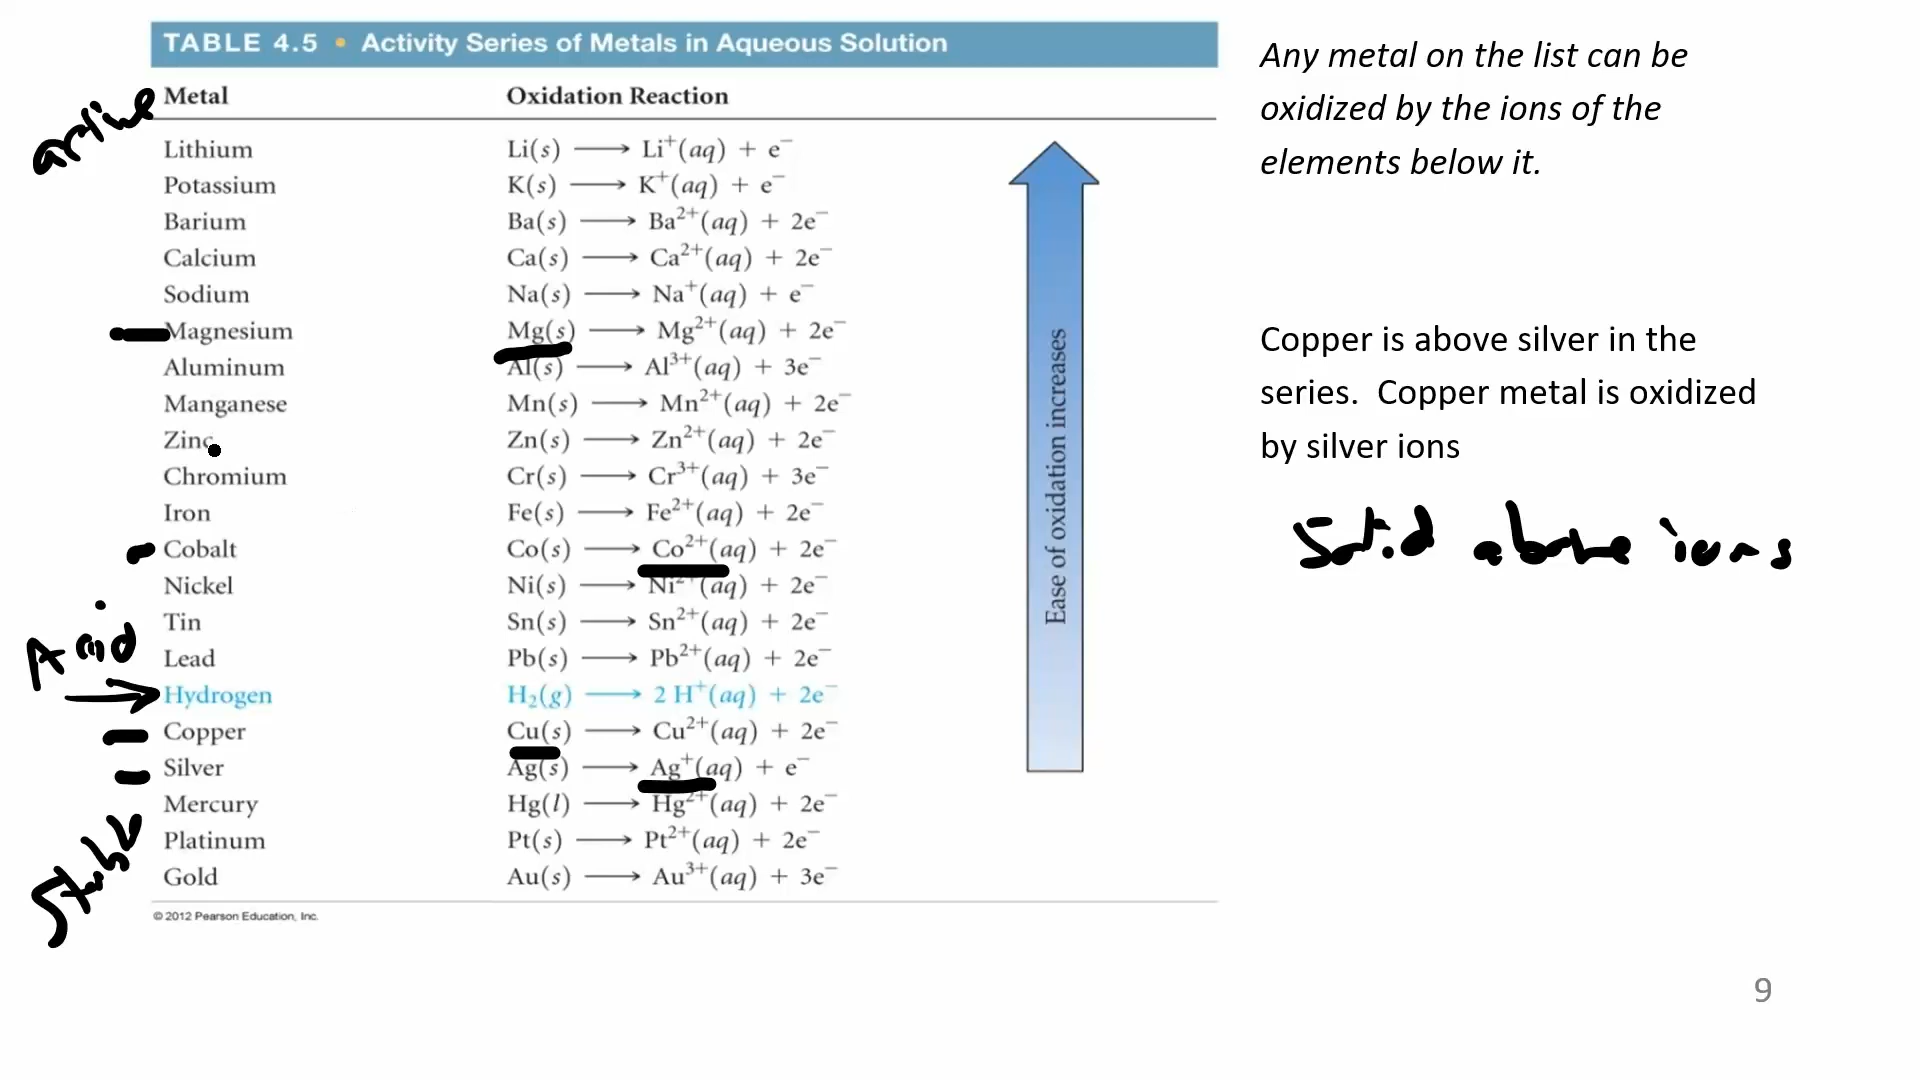 TABLE 4.5 • Activity Series of Metals in Aqueous Solution
Metal Oxidation Reaction
active
Lithium Li(s) ⟶ Li⁺(aq) + e⁻
Potassium K(s) ⟶ K⁺(aq) + e⁻
Barium Ba(s) ⟶ Ba²⁺(aq) + 2e⁻
Calcium Ca(s) ⟶ Ca²⁺(aq) + 2e⁻
Sodium Na(s) ⟶ Na⁺(aq) + e⁻
Magnesium Mg(s) ⟶ Mg²⁺(aq) + 2e⁻
Aluminum Al(s) ⟶ Al³⁺(aq) + 3e⁻
Manganese Mn(s) ⟶ Mn²⁺(aq) + 2e⁻
Zinc Zn(s) ⟶ Zn²⁺(aq) + 2e⁻
Chromium Cr(s) ⟶ Cr³⁺(aq) + 3e⁻
Iron Fe(s) ⟶ Fe²⁺(aq) + 2e⁻
Cobalt Co(s) ⟶ Co²⁺(aq) + 2e⁻
Nickel Ni(s) ⟶ Ni²⁺(aq) + 2e⁻
Tin Sn(s) ⟶ Sn²⁺(aq) + 2e⁻
Acid
Lead Pb(s) ⟶ Pb²⁺(aq) + 2e⁻
Hydrogen H₂(g) ⟶ 2 H⁺(aq) + 2e⁻
Copper Cu(s) ⟶ Cu²⁺(aq) + 2e⁻
Silver Ag(s) ⟶ Ag⁺(aq) + e⁻
Mercury Hg(l) ⟶ Hg²⁺(aq) + 2e⁻
Platinum Pt(s) ⟶ Pt²⁺(aq) + 2e⁻
Gold Au(s) ⟶ Au³⁺(aq) + 3e⁻
© 2012 Pearson Education, Inc.
Ease of oxidation increases
Any metal on the list can be
oxidized by the ions of the
elements below it.
Copper is above silver in the
series. Copper metal is oxidized
by silver ions
Solid above ions
9